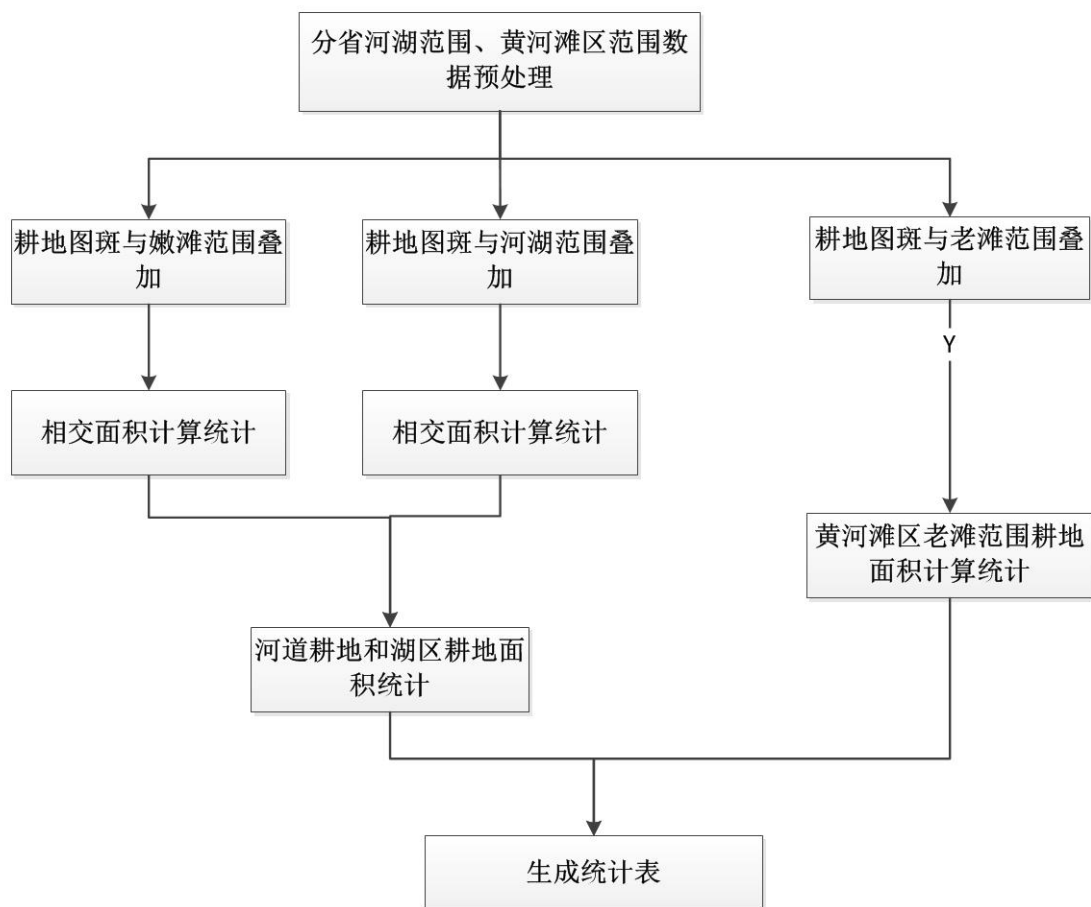 分省河湖范围、黄河滩区范围数
据预处理
耕地图斑与嫩滩范围叠
加
耕地图斑与河湖范围叠
加
耕地图斑与老滩范围叠
加
Y
相交面积计算统计
相交面积计算统计
黄河滩区老滩范围耕地
面积计算统计
河道耕地和湖区耕地面
积统计
生成统计表